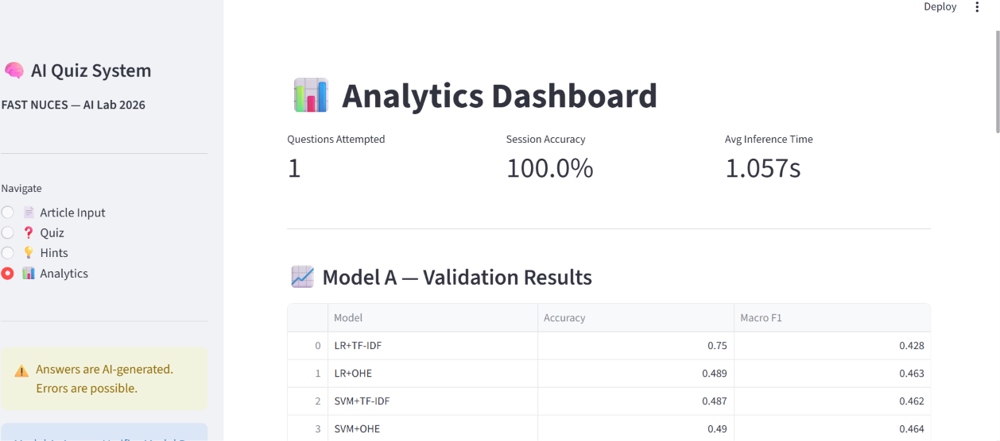 Deploy
AI Quiz System
FAST NUCES — AI Lab 2026
Navigate
Article Input
Quiz
Hints
Analytics
Answers are AI-generated.
Errors are possible.
Analytics Dashboard
Questions Attempted Session Accuracy Avg Inference Time
1 100.0% 1.057s
Model A — Validation Results
Model Accuracy Macro F1
0 LR+TF-IDF 0.75 0.428
1 LR+OHE 0.489 0.463
2 SVM+TF-IDF 0.487 0.462
3 SVM+OHE 0.49 0.464